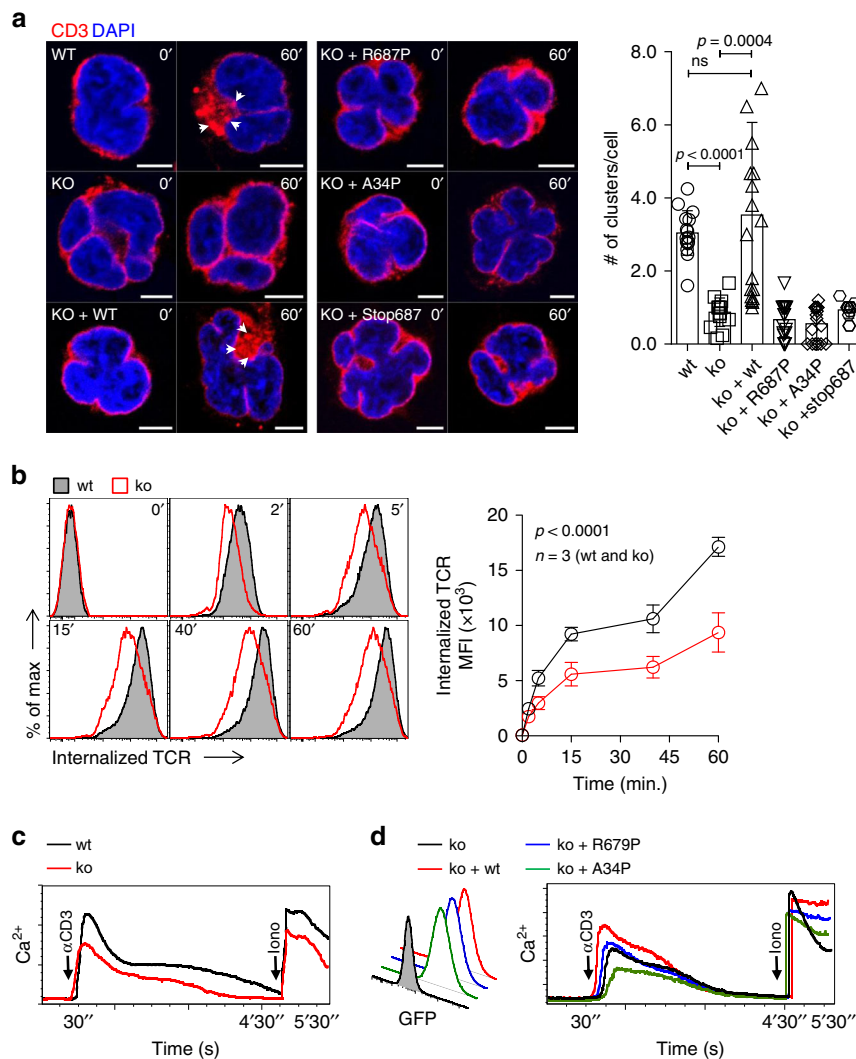 a
CD3 DAPI
WT 0′ 60′ KO + R687P 0′ 60′
KO 0′ 60′ KO + A34P 0′ 60′
KO + WT 0′ 60′ KO + Stop687 0′ 60′
# of clusters/cell
8.0
6.0
4.0
2.0
0.0
p = 0.0004
ns
p < 0.0001
wt
ko
ko + wt
ko + R687P
ko + A34P
ko +stop687
b
wt ko
0′ 2′ 5′
15′ 40′ 60′
% of max
Internalized TCR
Internalized TCR
MFI (×10³)
20
15
10
5
0
p < 0.0001
n = 3 (wt and ko)
0 15 30 45 60
Time (min.)
c
wt
ko
Ca²⁺
αCD3
Iono
30′′ 4′30′′ 5′30′′
Time (s)
d
ko ko + R679P
ko + wt ko + A34P
GFP
Ca²⁺
αCD3
Iono
30′′ 4′30′′ 5′30′′
Time (s)